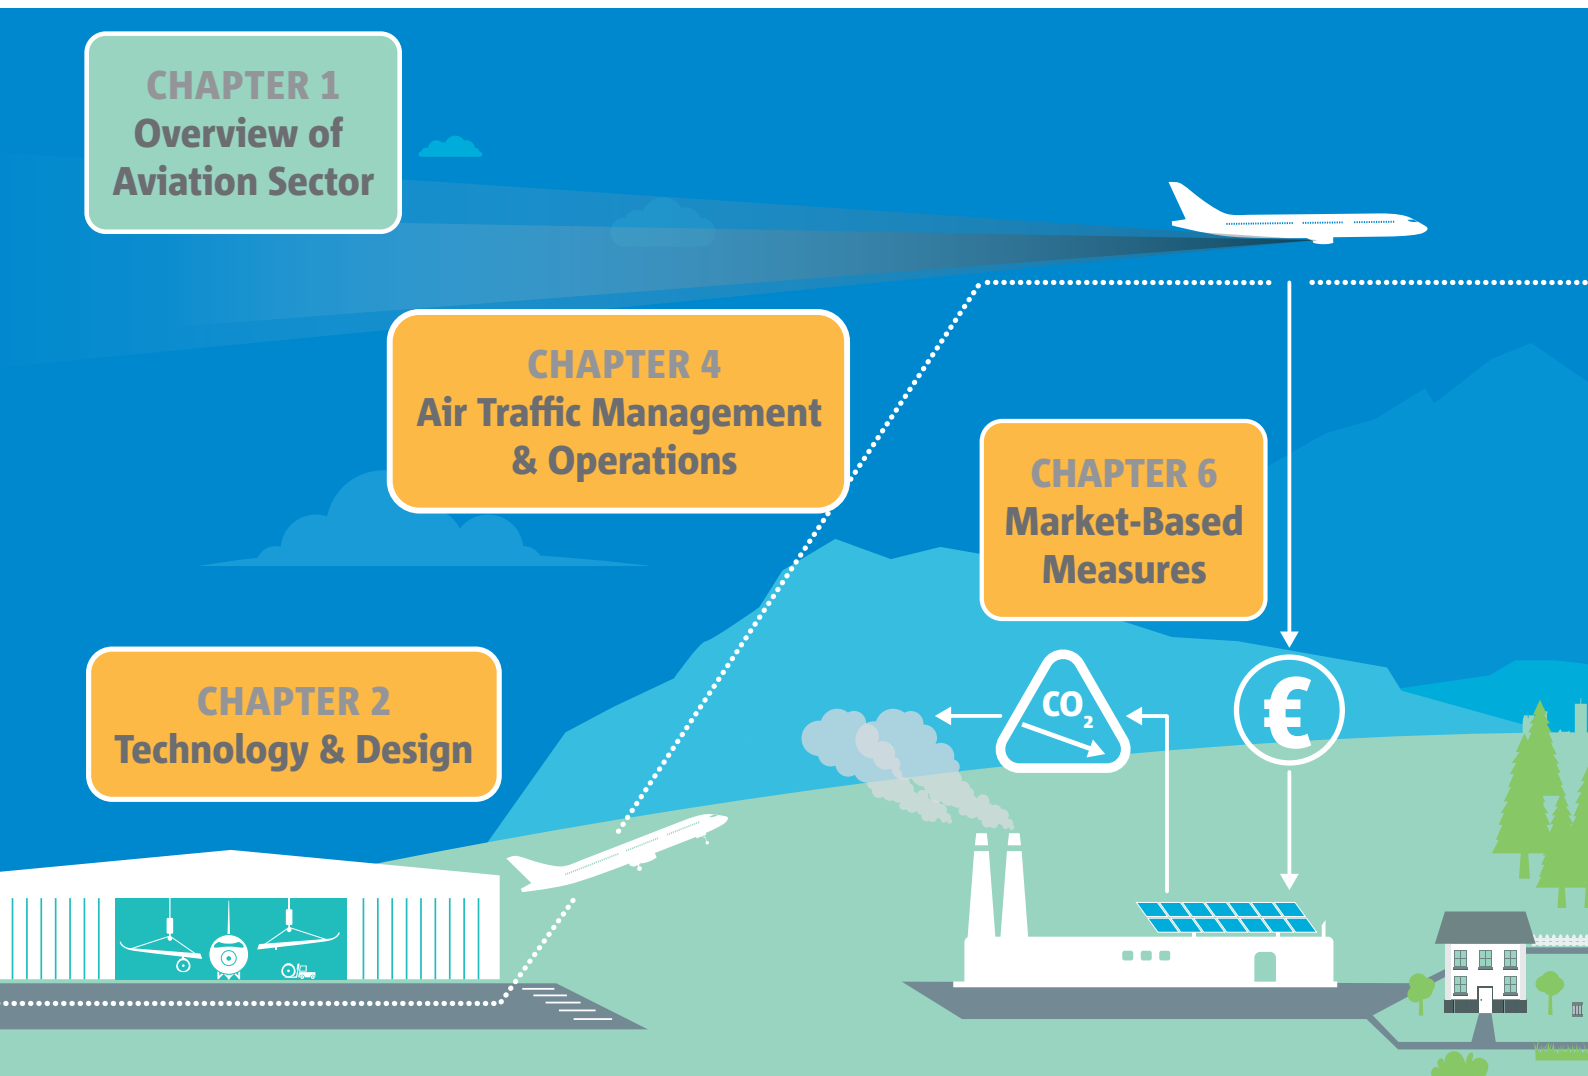 CHAPTER 1
Overview of
Aviation Sector
CHAPTER 4
Air Traffic Management
& Operations
CHAPTER 6
Market-Based
Measures
CHAPTER 2
Technology & Design
CO₂
€